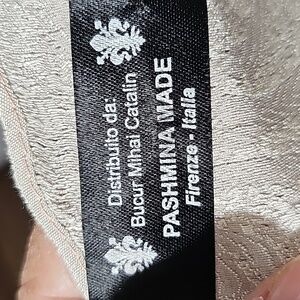 Distribuito da:
Bucur Mihai Catalin
PASHMINA MADE
Firenze - Italia